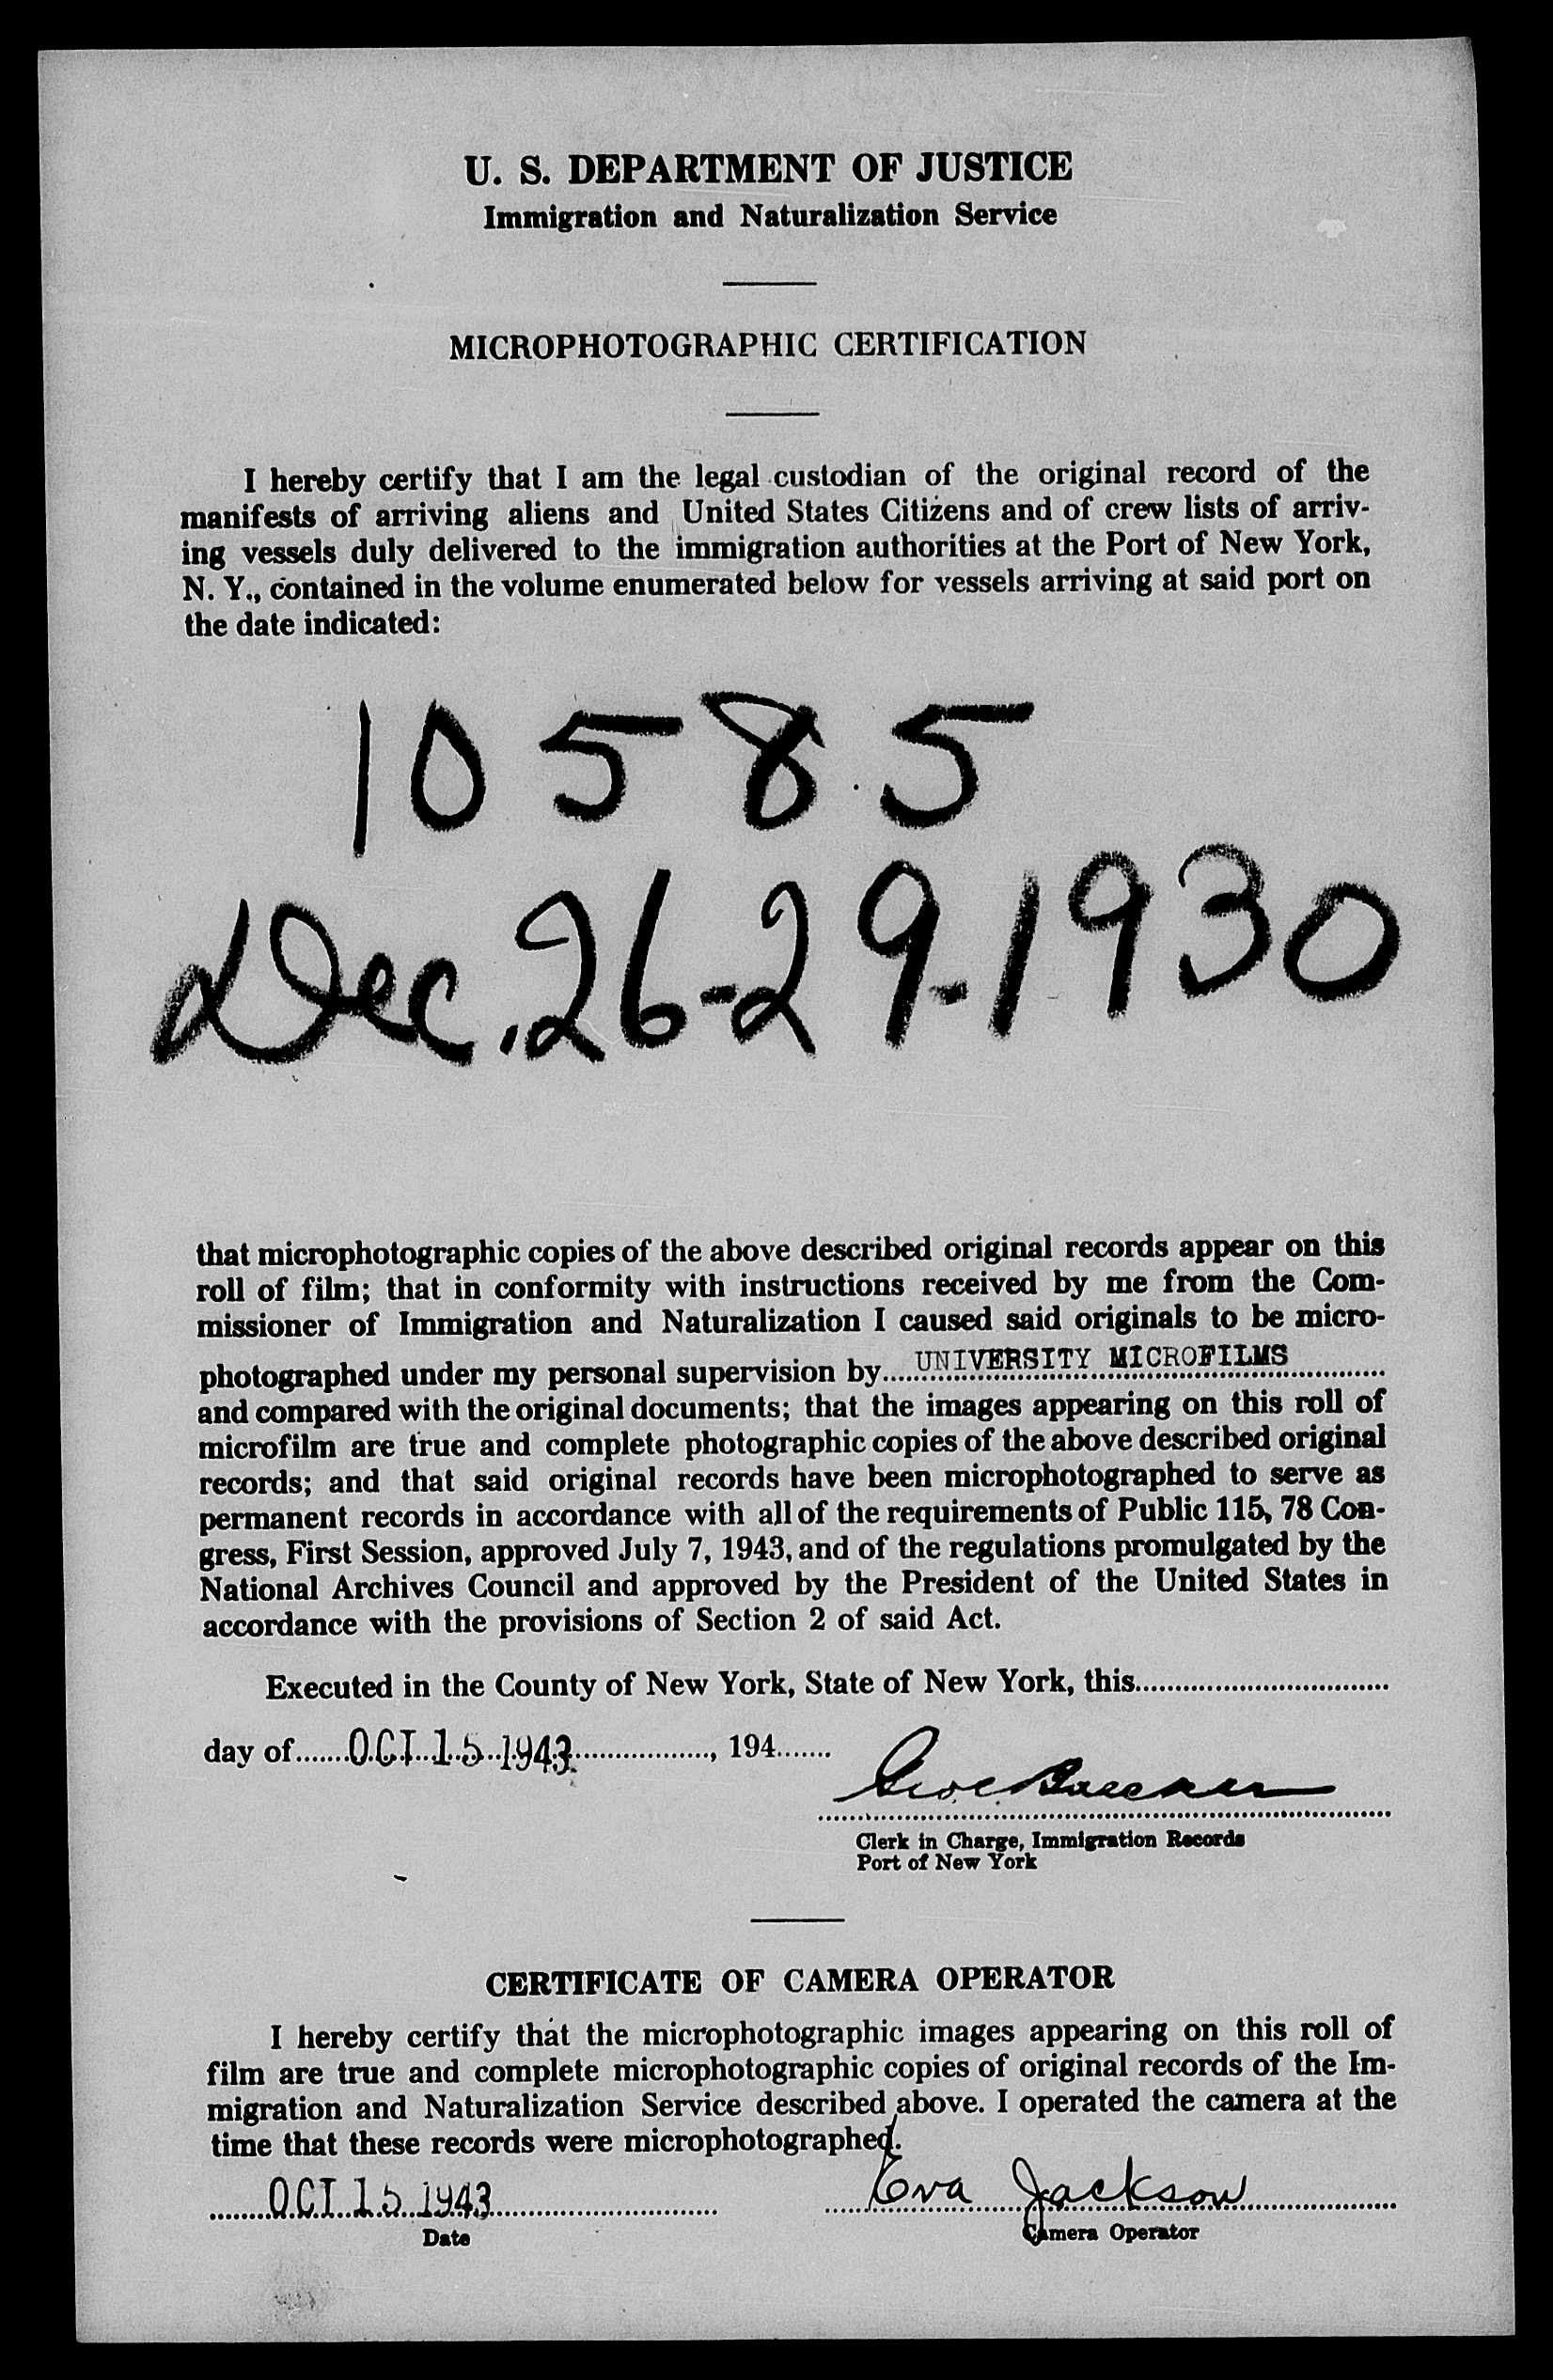 U. S. DEPARTMENT OF JUSTICE
Immigration and Naturalization Service
MICROPHOTOGRAPHIC CERTIFICATION
I hereby certify that I am the legal custodian of the original record of the
manifests of arriving aliens and United States Citizens and of crew lists of arriv-
ing vessels duly delivered to the immigration authorities at the Port of New York,
N. Y., contained in the volume enumerated below for vessels arriving at said port on
the date indicated:
10585
Dec. 26-29-1930
that microphotographic copies of the above described original records appear on this
roll of film; that in conformity with instructions received by me from the Com-
missioner of Immigration and Naturalization I caused said originals to be micro-
photographed under my personal supervision by UNIVERSITY MICROFILMS
and compared with the original documents; that the images appearing on this roll of
microfilm are true and complete photographic copies of the above described original
records; and that said original records have been microphotographed to serve as
permanent records in accordance with all of the requirements of Public 115, 78 Con-
gress, First Session, approved July 7, 1943, and of the regulations promulgated by the
National Archives Council and approved by the President of the United States in
accordance with the provisions of Section 2 of said Act.
Executed in the County of New York, State of New York, this
day of OCT 15 1943, 194
Clerk in Charge, Immigration Records
Port of New York
CERTIFICATE OF CAMERA OPERATOR
I hereby certify that the microphotographic images appearing on this roll of
film are true and complete microphotographic copies of original records of the Im-
migration and Naturalization Service described above. I operated the camera at the
time that these records were microphotographed.
OCT 15 1943 Eva Jackson
Date Camera Operator